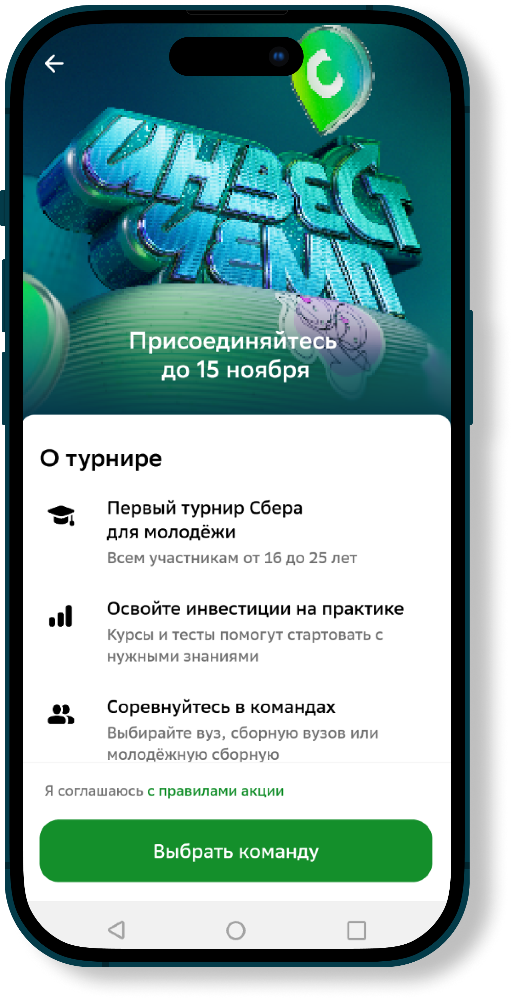 С
ИНВЕСТ
ЧЕМП
Присоединяйтесь
до 15 ноября
О турнире
Первый турнир Сбера
для молодёжи
Всем участникам от 16 до 25 лет
Освойте инвестиции на практике
Курсы и тесты помогут стартовать с
нужными знаниями
Соревнуйтесь в командах
Выбирайте вуз, сборную вузов или
молодёжную сборную
Я соглашаюсь с правилами акции
Выбрать команду